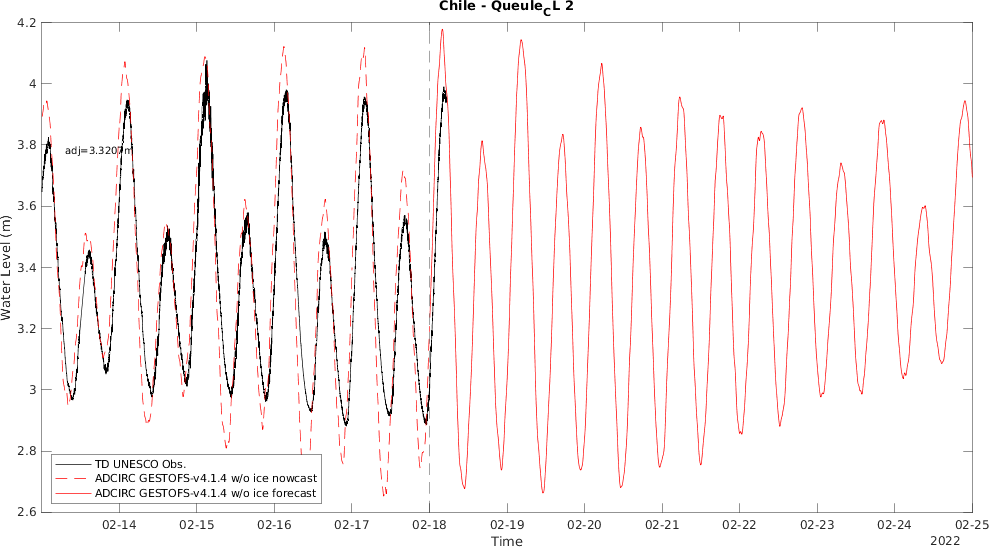 Chile - Queule_CL 2
4.2
4
3.8
3.6
3.4
3.2
3
2.8
2.6
Water Level (m)
adj=3.3207m
TD UNESCO Obs.
ADCIRC GESTOFS-v4.1.4 w/o ice nowcast
ADCIRC GESTOFS-v4.1.4 w/o ice forecast
02-14 02-15 02-16 02-17 02-18 02-19 02-20 02-21 02-22 02-23 02-24 02-25
Time
2022